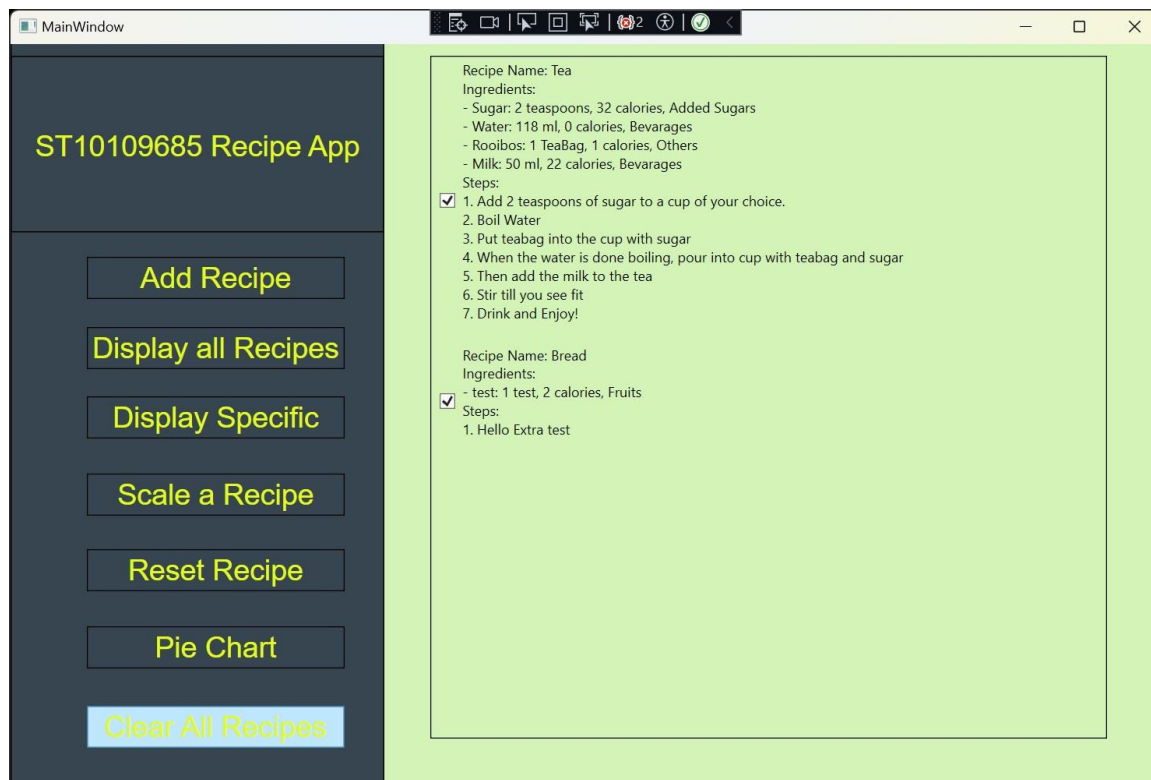 MainWindow
2
ST10109685 Recipe App
Add Recipe
Display all Recipes
Display Specific
Scale a Recipe
Reset Recipe
Pie Chart
Clear All Recipes
Recipe Name: Tea
Ingredients:
- Sugar: 2 teaspoons, 32 calories, Added Sugars
- Water: 118 ml, 0 calories, Bevarages
- Rooibos: 1 TeaBag, 1 calories, Others
- Milk: 50 ml, 22 calories, Bevarages
Steps:
1. Add 2 teaspoons of sugar to a cup of your choice.
2. Boil Water
3. Put teabag into the cup with sugar
4. When the water is done boiling, pour into cup with teabag and sugar
5. Then add the milk to the tea
6. Stir till you see fit
7. Drink and Enjoy!
Recipe Name: Bread
Ingredients:
- test: 1 test, 2 calories, Fruits
Steps:
1. Hello Extra test